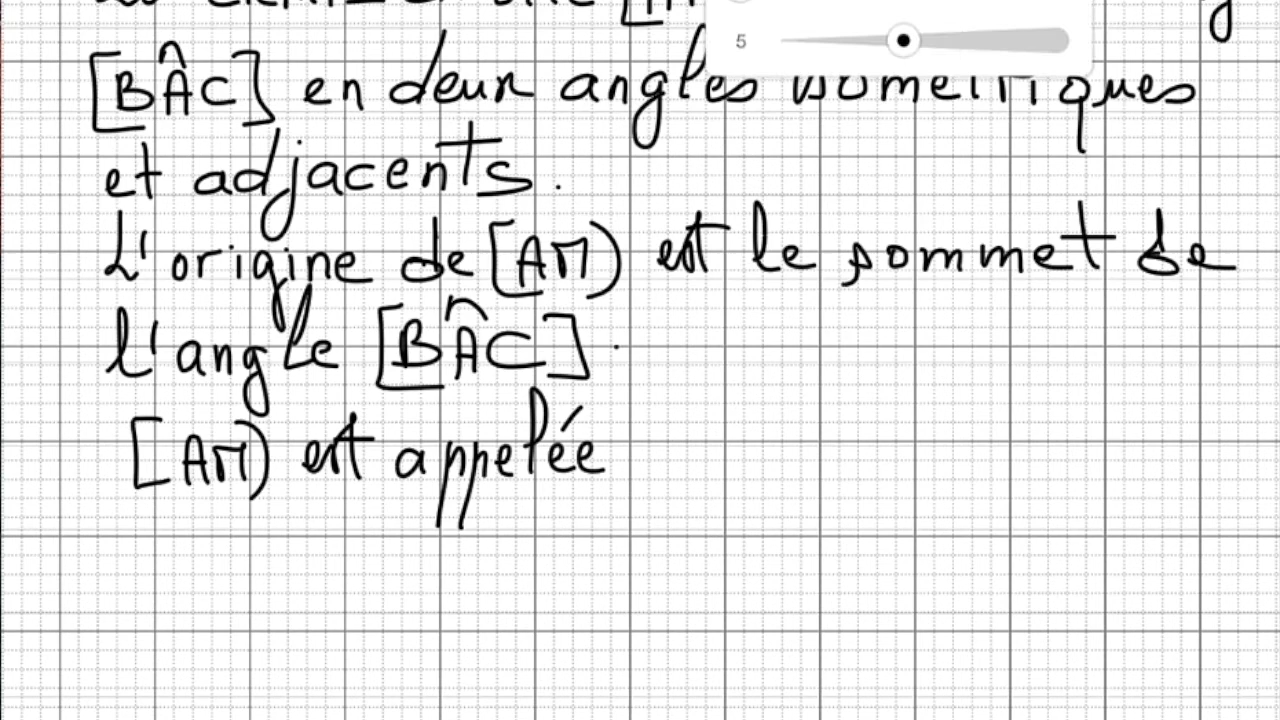 5
[BÂC] en deux angles isométriques
et adjacents.
L'origine de [AM) est le sommet de
l'angle [BÂC].
[AM) est appelée